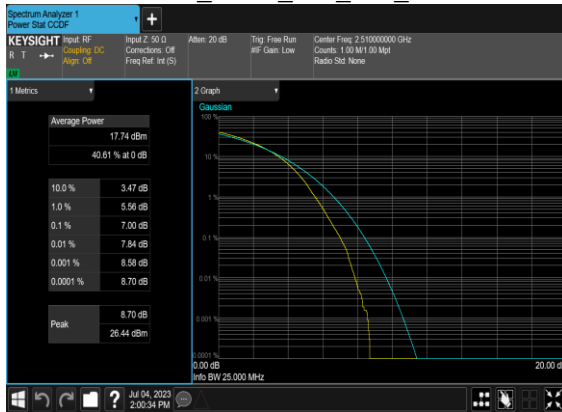 Spectrum Analyzer 1
Power Stat CCDF
KEYSIGHT
R T
Input: RF
Coupling: DC
Align: Off
Input Z: 50 Ω
Corrections: Off
Freq Ref: Int (S)
Atten: 20 dB
Trig: Free Run
#IF Gain: Low
Center Freq: 2.510000000 GHz
Counts: 1.00 M/1.00 Mpt
Radio Std: None
1 Metrics
Average Power
17.74 dBm
40.61 % at 0 dB
10.0 % 3.47 dB
1.0 % 5.56 dB
0.1 % 7.00 dB
0.01 % 7.84 dB
0.001 % 8.58 dB
0.0001 % 8.70 dB
Peak
8.70 dB
26.44 dBm
2 Graph
Gaussian
100 %
10 %
1 %
0.1 %
0.01 %
0.001 %
0.0001 %
0.00 dB
20.00 d
Info BW 25.000 MHz
?
Jul 04, 2023
2:00:34 PM